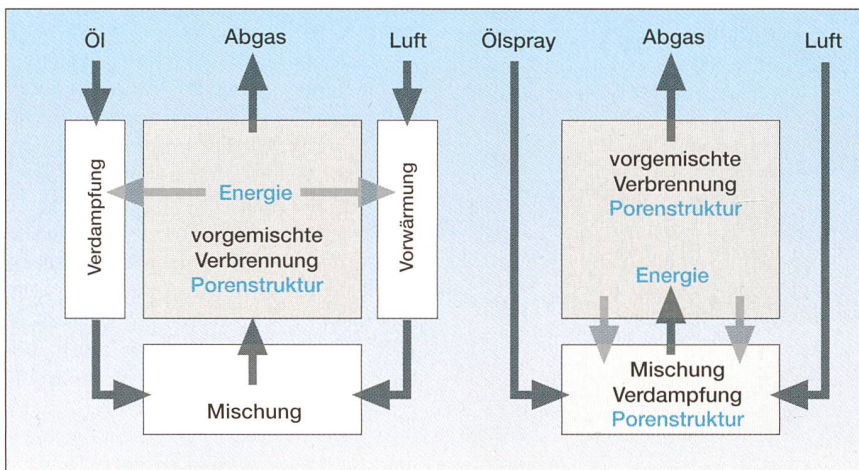 Öl
Abgas
Luft
Verdampfung
Energie
vorgemischte
Verbrennung
Porenstruktur
Vorwärmung
Mischung
Ölspray
Abgas
Luft
vorgemischte
Verbrennung
Porenstruktur
Energie
Mischung
Verdampfung
Porenstruktur